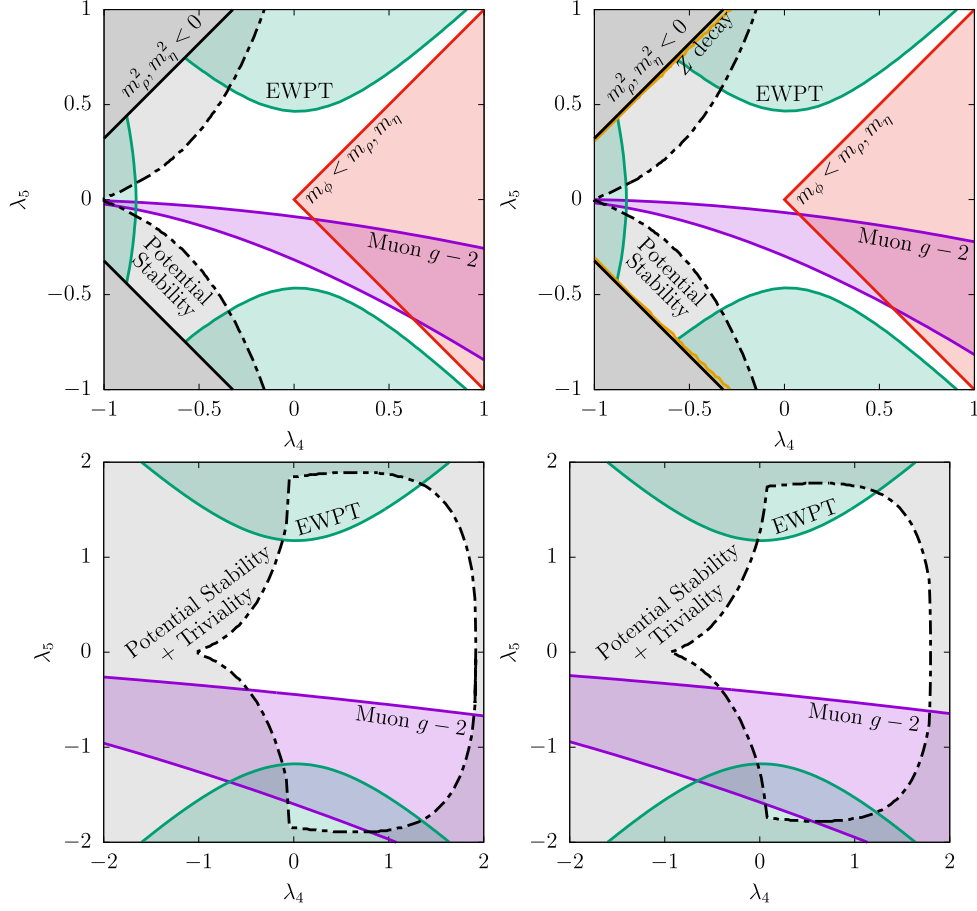 1
0.5
0
−0.5
−1
−1
−0.5
0
0.5
1
λ5
λ4
m²ρ, m²η < 0
EWPT
mϕ < mρ, mη
Muon g − 2
Potential
Stability
1
0.5
0
−0.5
−1
−1
−0.5
0
0.5
1
λ5
λ4
m²ρ, m²η < 0
Z decay
EWPT
mϕ < mρ, mη
Muon g − 2
Potential
Stability
2
1
0
−1
−2
−2
−1
0
1
2
λ5
λ4
EWPT
Potential Stability
+ Triviality
Muon g − 2
2
1
0
−1
−2
−2
−1
0
1
2
λ5
λ4
EWPT
Potential Stability
+ Triviality
Muon g − 2